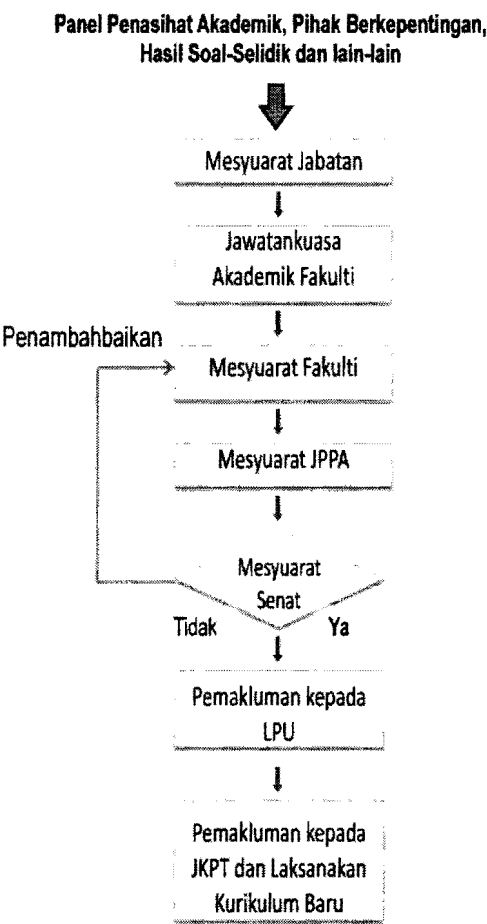 Panel Penasihat Akademik, Pihak Berkepentingan,
Hasil Soal-Selidik dan lain-lain
Mesyuarat Jabatan
Jawatankuasa
Akademik Fakulti
Penambahbaikan
Mesyuarat Fakulti
Mesyuarat JPPA
Mesyuarat
Senat
Tidak
Ya
Pemakluman kepada
LPU
Pemakluman kepada
JKPT dan Laksanakan
Kurikulum Baru